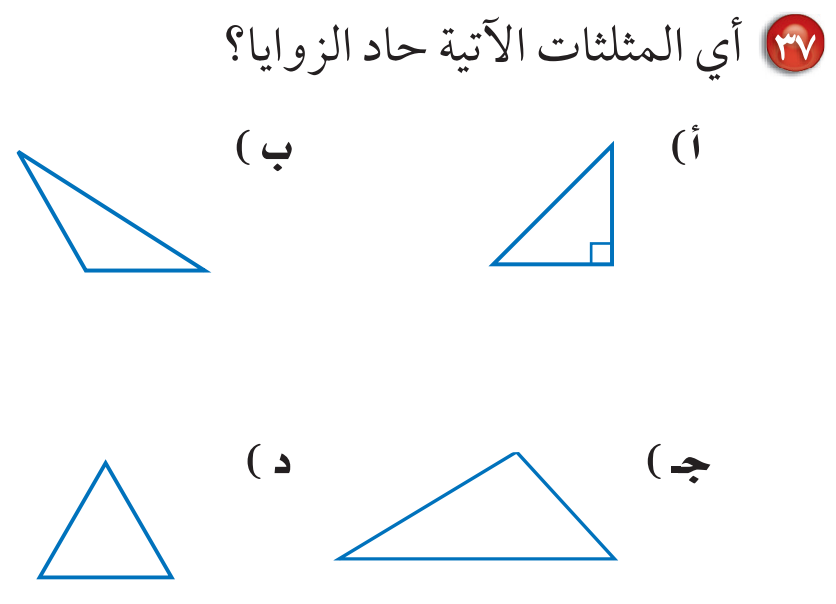 ٣٧ أي المثلثات الآتية حاد الزوايا؟
أ)
ب)
جـ)
د)